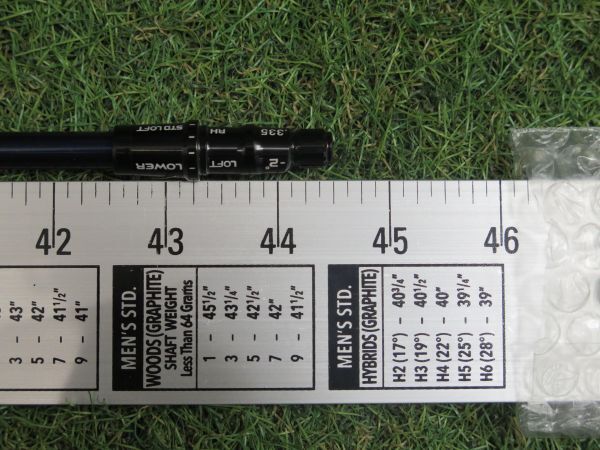 STD LOFT
LOWER
RH
LOFT
.335
2°
42
43
44
45
46
3 - 43"
5 - 42"
7 - 41½"
9 - 41"
MEN'S STD.
WOODS (GRAPHITE)
SHAFT WEIGHT
Less Than 64 Grams
1 - 45½"
3 - 43¼"
5 - 42½"
7 - 42"
9 - 41½"
MEN'S STD.
HYBRIDS (GRAPHITE)
H2 (17°) - 40¾"
H3 (19°) - 40½"
H4 (22°) - 40"
H5 (25°) - 39¼"
H6 (28°) - 39"